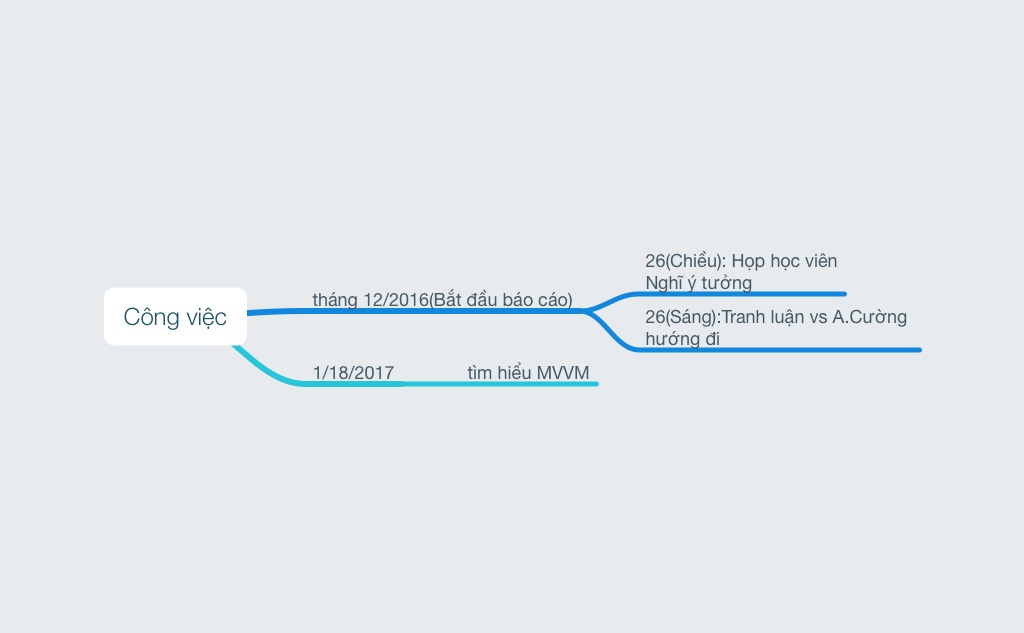 Công việc
tháng 12/2016(Bắt đầu báo cáo)
26(Chiều): Họp học viên
Nghĩ ý tưởng
26(Sáng):Tranh luận vs A.Cường
hướng đi
1/18/2017
tìm hiểu MVVM